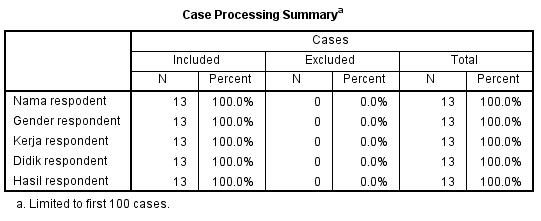 Case Processing Summarya
Cases
Included Excluded Total
N Percent N Percent N Percent
Nama respodent 13 100.0% 0 0.0% 13 100.0%
Gender respondent 13 100.0% 0 0.0% 13 100.0%
Kerja respondent 13 100.0% 0 0.0% 13 100.0%
Didik respondent 13 100.0% 0 0.0% 13 100.0%
Hasil respondent 13 100.0% 0 0.0% 13 100.0%
a. Limited to first 100 cases.